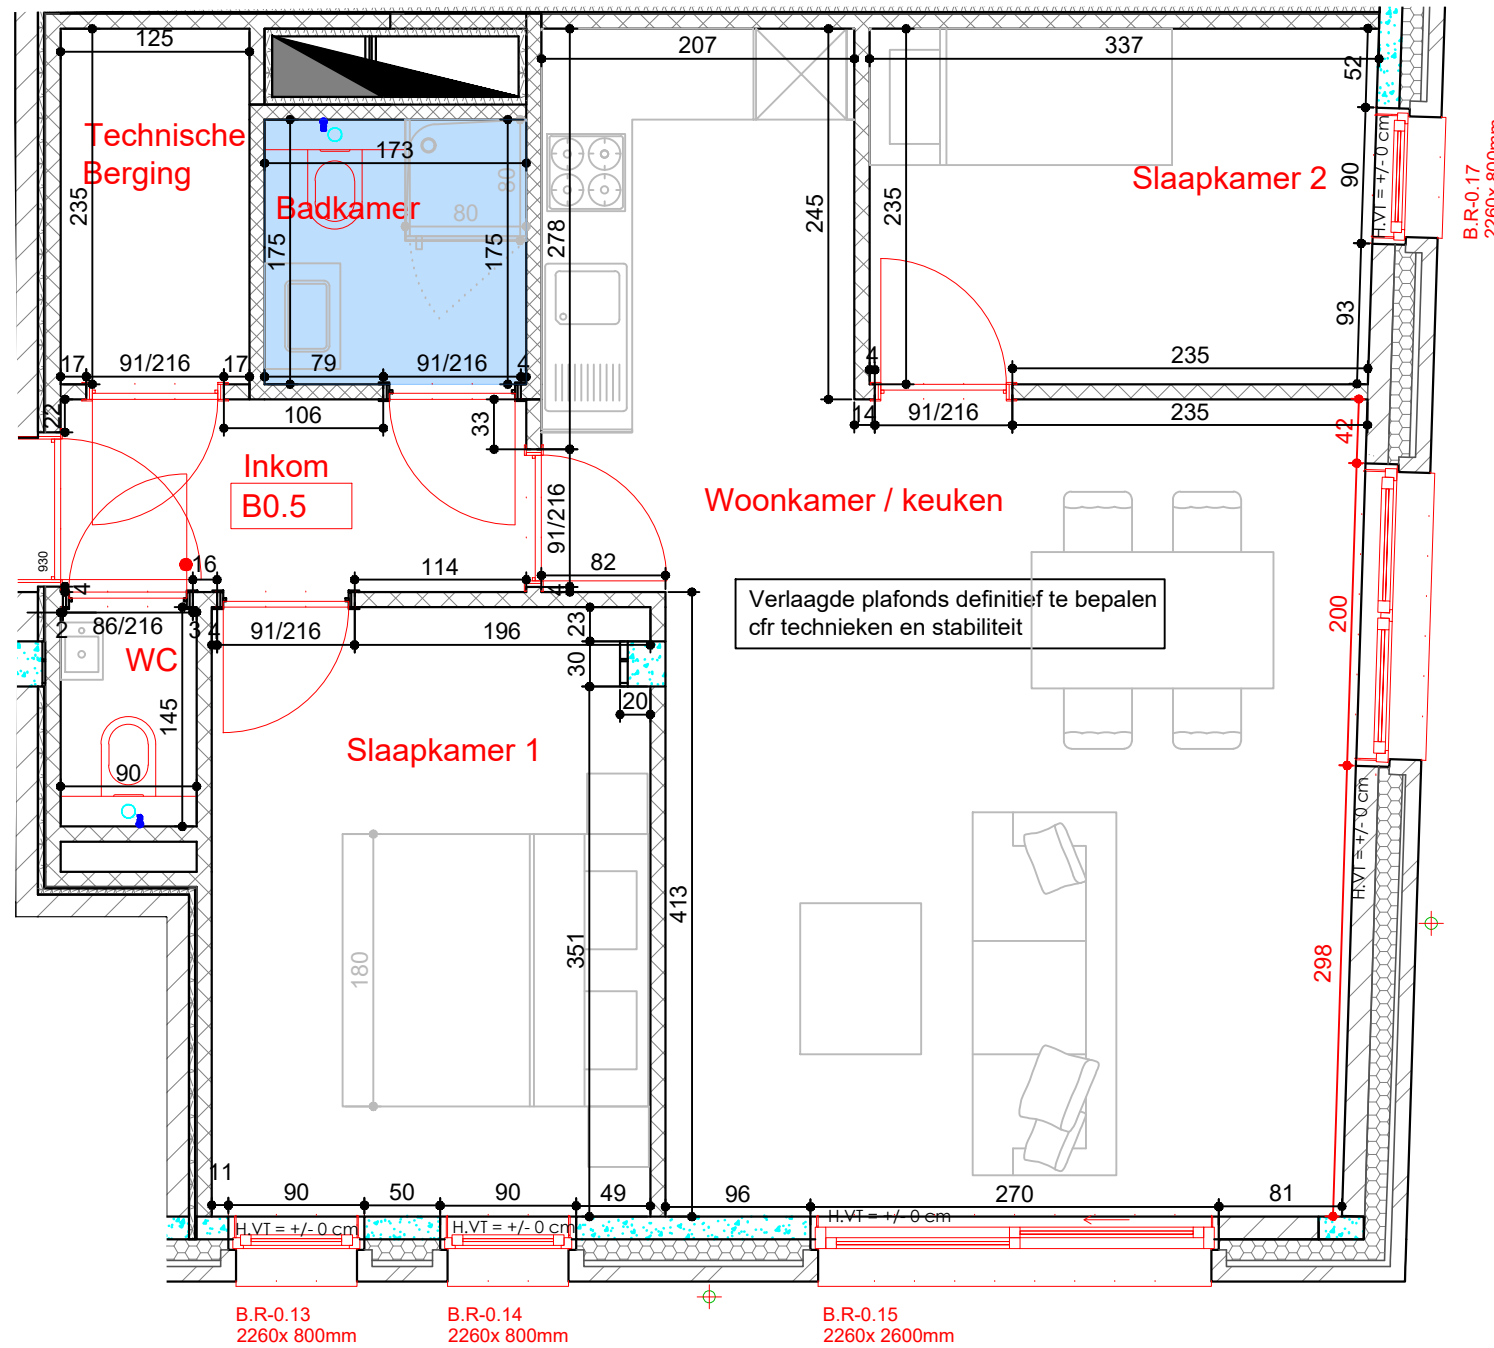 125
207
337
52
Technische
Berging
235
173
80
80
Badkamer
175
175
278
245
235
Slaapkamer 2
90
H.VT = +/- 0 cm
B.R-0.17
2260x 800mm
93
17
91/216
17
79
91/216
4
4
235
22
106
33
14
91/216
235
42
Inkom
B0.5
Woonkamer / keuken
91/216
930
16
114
82
4
4
Verlaagde plafonds definitief te bepalen
cfr technieken en stabiliteit
200
2
86/216
3
4
91/216
196
23
WC
30
20
145
Slaapkamer 1
90
H.VT = +/- 0 cm
413
351
180
298
11
90
50
90
49
96
270
81
H.VT = +/- 0 cm
H.VT = +/- 0 cm
H.VT = +/- 0 cm
B.R-0.13
2260x 800mm
B.R-0.14
2260x 800mm
B.R-0.15
2260x 2600mm